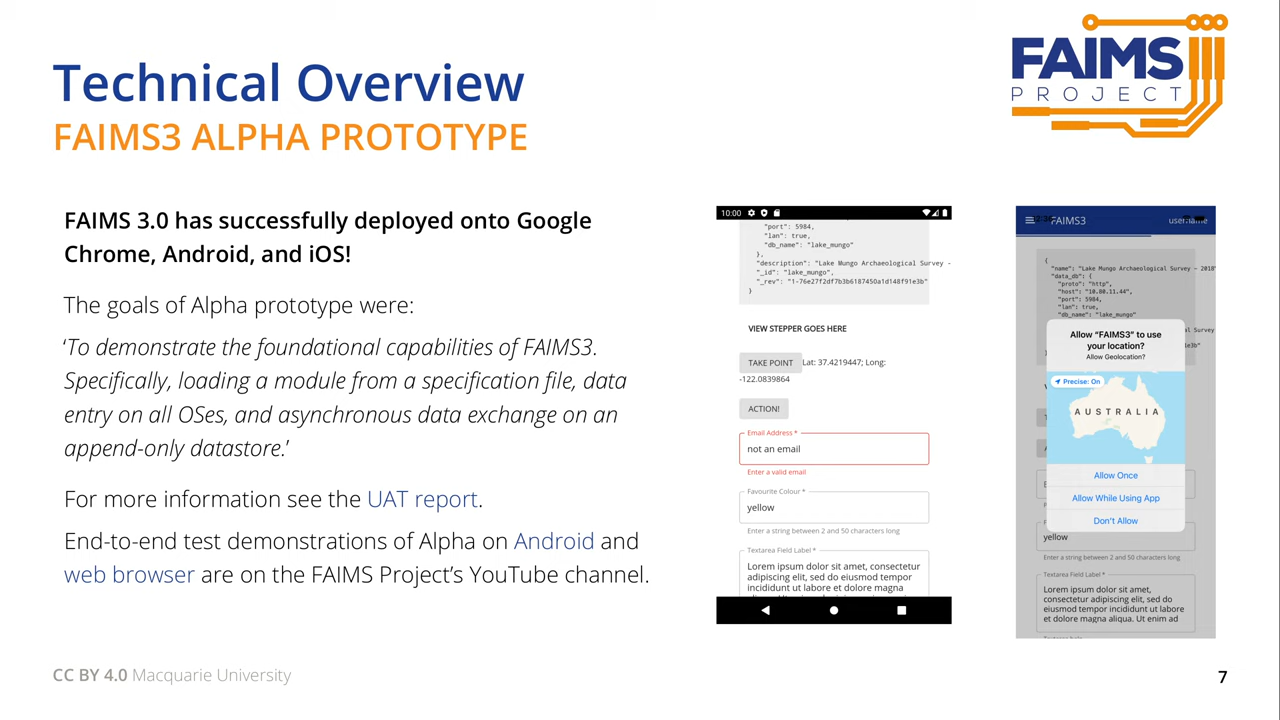 Technical Overview
FAIMS3 ALPHA PROTOTYPE
FAIMS
PROJECT
FAIMS 3.0 has successfully deployed onto Google
Chrome, Android, and iOS!
The goals of Alpha prototype were:
‘To demonstrate the foundational capabilities of FAIMS3.
Specifically, loading a module from a specification file, data
entry on all OSes, and asynchronous data exchange on an
append-only datastore.’
For more information see the UAT report.
End-to-end test demonstrations of Alpha on Android and
web browser are on the FAIMS Project’s YouTube channel.
10:00
"port": 5984,
"lan": true,
"db_name": "lake_mungo"
},
"description": "Lake Mungo Archaeological Survey -
"_id": "lake_mungo",
"_rev": "1-76e27f2df7b3b6187450a1d148f91e3b"
}
VIEW STEPPER GOES HERE
TAKE POINT Lat: 37.4219447; Long:
-122.0839864
ACTION!
Email Address *
not an email
Enter a valid email
Favourite Colour *
yellow
Enter a string between 2 and 50 characters long
Textarea Field Label *
Lorem ipsum dolor sit amet, consectetur
adipiscing elit, sed do eiusmod tempor
incididunt ut labore et dolore magna
FAIMS3 username
{
"name": "Lake Mungo Archaeological Survey - 2018"
"data_db": {
"proto": "http",
"host": "10.80.11.44",
"port": 5984,
"lan": true,
"db_name": "lake_mungo"
Allow “FAIMS3” to use
your location?
Allow Geolocation?
Precise: On
AUSTRALIA
Allow Once
Allow While Using App
Don’t Allow
yellow
Enter a string between 2 and 50 characters long
Textarea Field Label *
Lorem ipsum dolor sit amet,
consectetur adipiscing elit, sed do
eiusmod tempor incididunt ut labore
et dolore magna aliqua. Ut enim ad
CC BY 4.0 Macquarie University
7